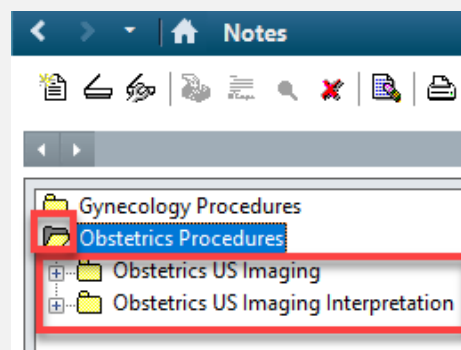 Notes
Gynecology Procedures
Obstetrics Procedures
Obstetrics US Imaging
Obstetrics US Imaging Interpretation